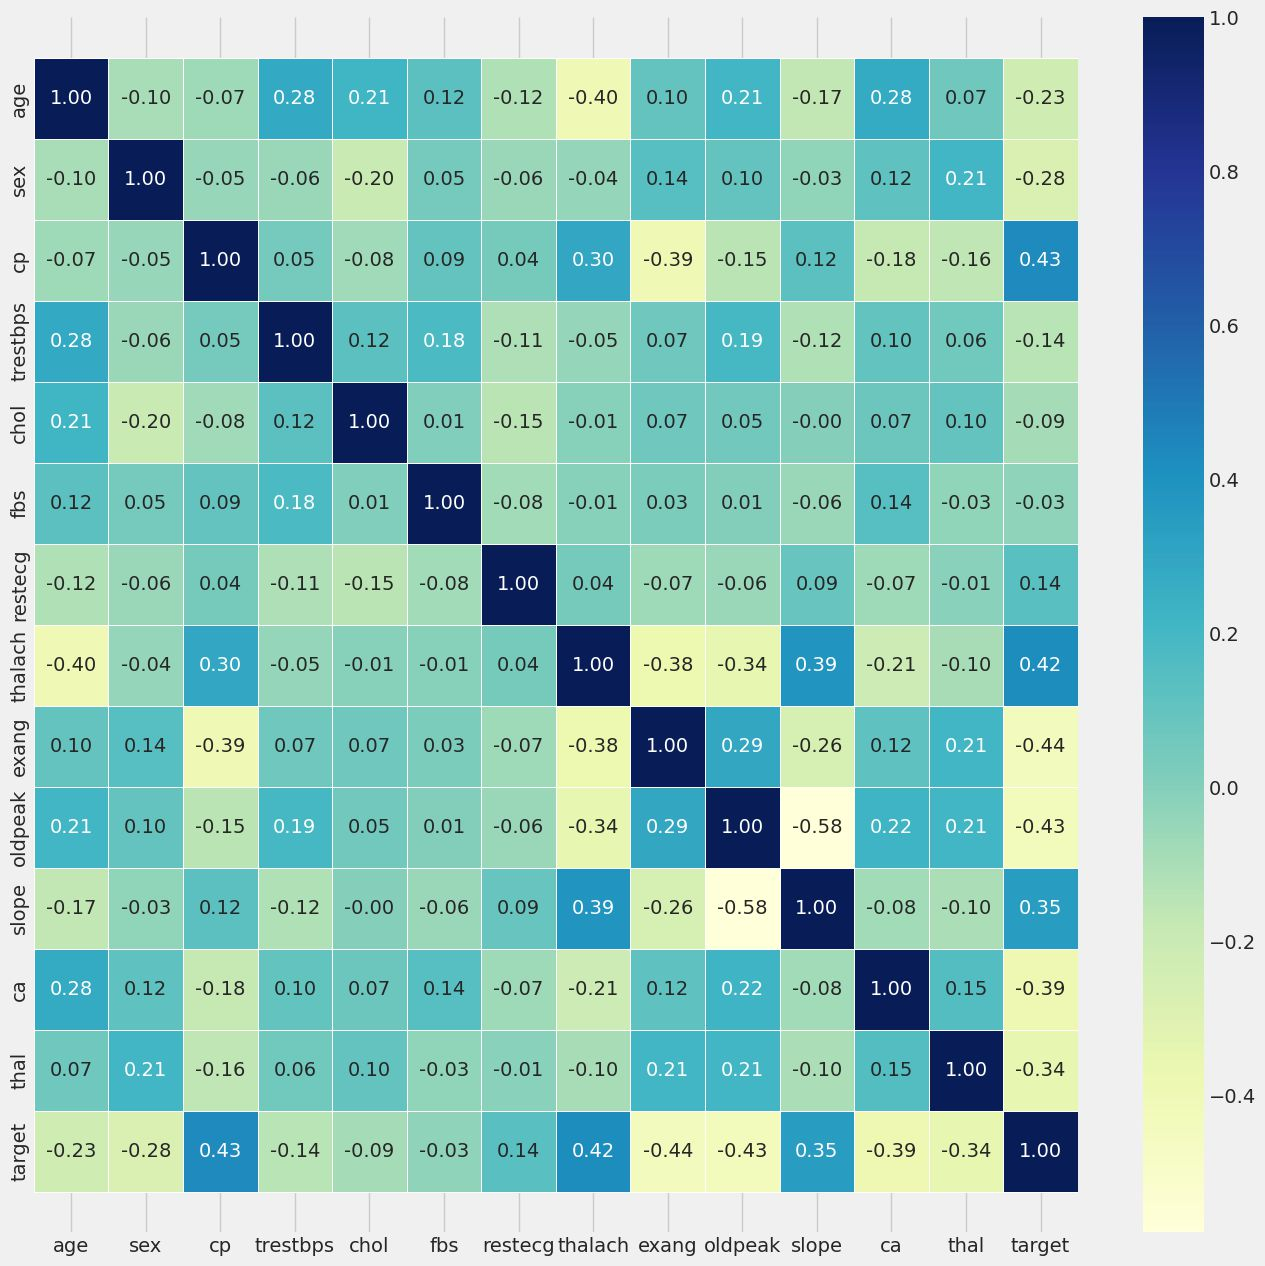 age 1.00 -0.10 -0.07 0.28 0.21 0.12 -0.12 -0.40 0.10 0.21 -0.17 0.28 0.07 -0.23
sex -0.10 1.00 -0.05 -0.06 -0.20 0.05 -0.06 -0.04 0.14 0.10 -0.03 0.12 0.21 -0.28
cp -0.07 -0.05 1.00 0.05 -0.08 0.09 0.04 0.30 -0.39 -0.15 0.12 -0.18 -0.16 0.43
trestbps 0.28 -0.06 0.05 1.00 0.12 0.18 -0.11 -0.05 0.07 0.19 -0.12 0.10 0.06 -0.14
chol 0.21 -0.20 -0.08 0.12 1.00 0.01 -0.15 -0.01 0.07 0.05 -0.00 0.07 0.10 -0.09
fbs 0.12 0.05 0.09 0.18 0.01 1.00 -0.08 -0.01 0.03 0.01 -0.06 0.14 -0.03 -0.03
restecg -0.12 -0.06 0.04 -0.11 -0.15 -0.08 1.00 0.04 -0.07 -0.06 0.09 -0.07 -0.01 0.14
thalach -0.40 -0.04 0.30 -0.05 -0.01 -0.01 0.04 1.00 -0.38 -0.34 0.39 -0.21 -0.10 0.42
exang 0.10 0.14 -0.39 0.07 0.07 0.03 -0.07 -0.38 1.00 0.29 -0.26 0.12 0.21 -0.44
oldpeak 0.21 0.10 -0.15 0.19 0.05 0.01 -0.06 -0.34 0.29 1.00 -0.58 0.22 0.21 -0.43
slope -0.17 -0.03 0.12 -0.12 -0.00 -0.06 0.09 0.39 -0.26 -0.58 1.00 -0.08 -0.10 0.35
ca 0.28 0.12 -0.18 0.10 0.07 0.14 -0.07 -0.21 0.12 0.22 -0.08 1.00 0.15 -0.39
thal 0.07 0.21 -0.16 0.06 0.10 -0.03 -0.01 -0.10 0.21 0.21 -0.10 0.15 1.00 -0.34
target -0.23 -0.28 0.43 -0.14 -0.09 -0.03 0.14 0.42 -0.44 -0.43 0.35 -0.39 -0.34 1.00
age sex cp trestbps chol fbs restecg thalach exang oldpeak slope ca thal target
1.0
0.8
0.6
0.4
0.2
0.0
−0.2
−0.4